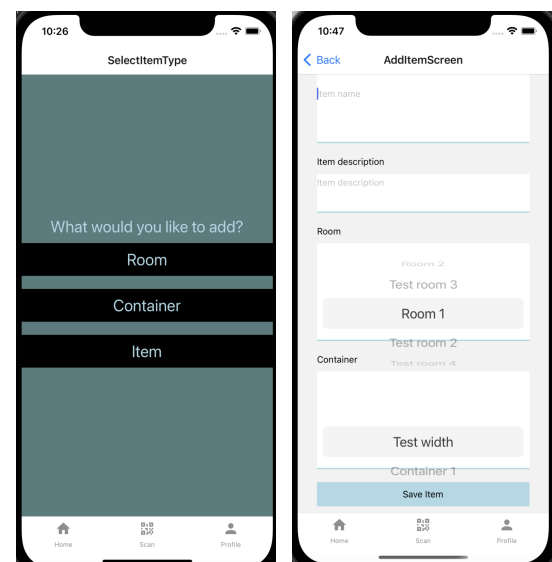 10:26
SelectItemType
What would you like to add?
Room
Container
Item
Home Scan Profile
10:47
Back AddItemScreen
Item name
Item description
Item description
Room
Room 2
Test room 3
Room 1
Test room 2
Container
Test room 4
Test width
Container 1
Save Item
Home Scan Profile